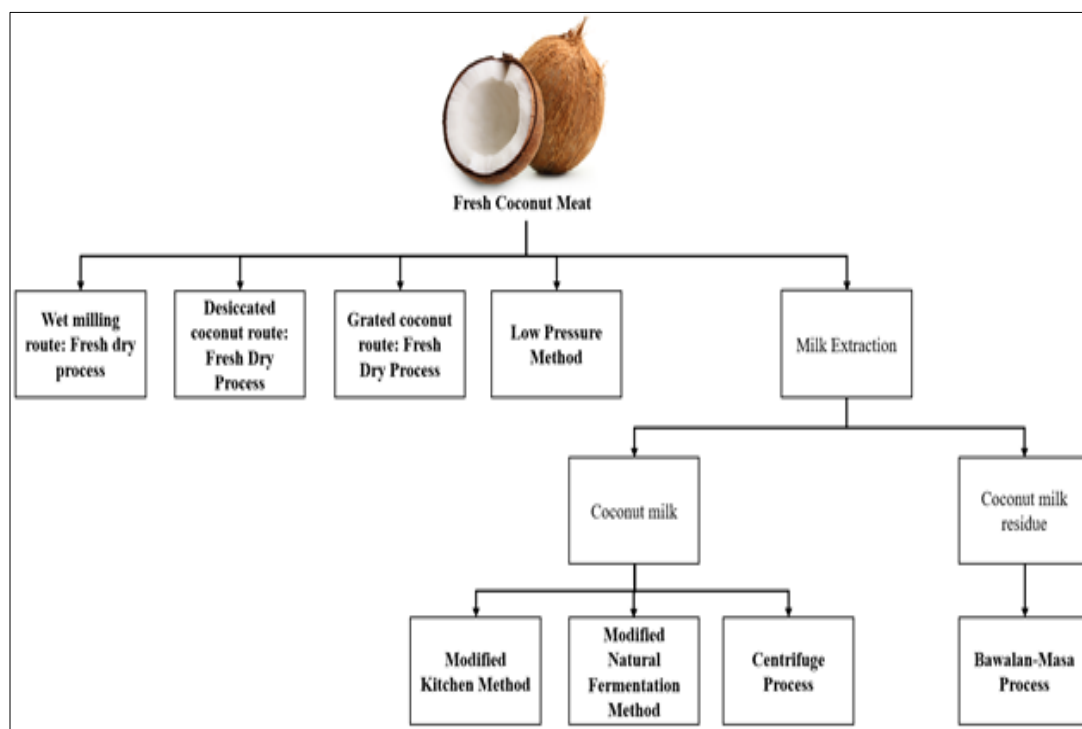 Fresh Coconut Meat
Wet milling
route: Fresh dry
process
Desiccated
coconut route:
Fresh Dry
Process
Grated coconut
route: Fresh
Dry Process
Low Pressure
Method
Milk Extraction
Coconut milk
Coconut milk
residue
Modified
Kitchen Method
Modified
Natural
Fermentation
Method
Centrifuge
Process
Bawalan-Masa
Process